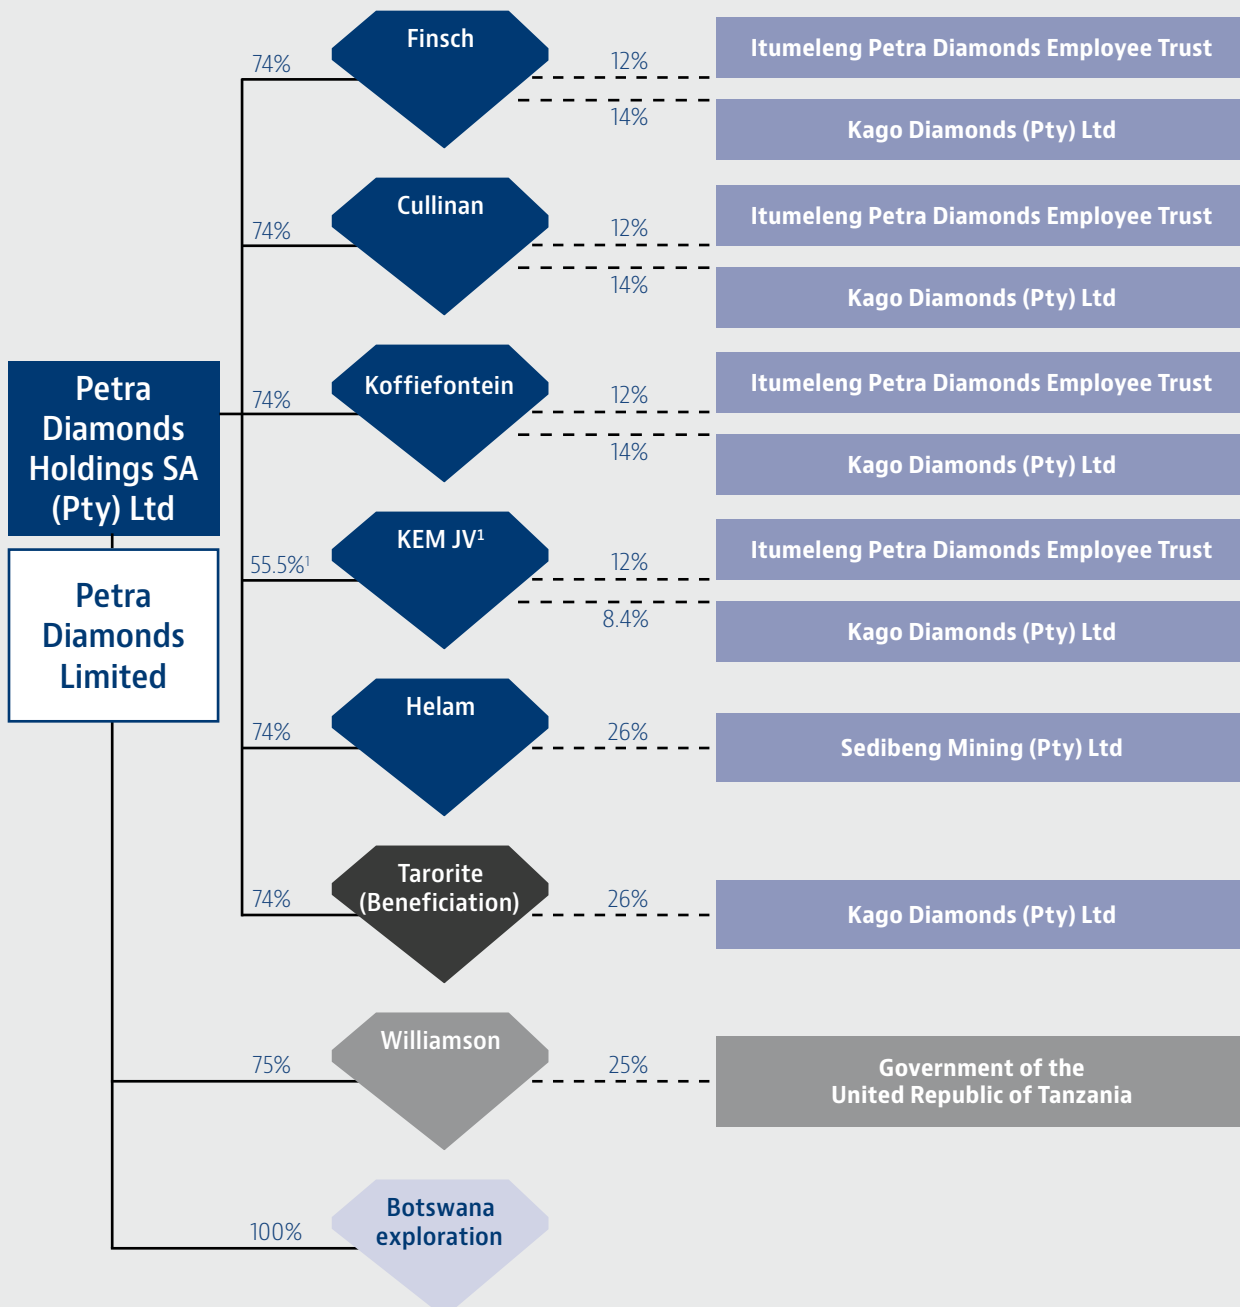 Finsch
74%
12%
Itumeleng Petra Diamonds Employee Trust
14%
Kago Diamonds (Pty) Ltd
Cullinan
74%
12%
Itumeleng Petra Diamonds Employee Trust
14%
Kago Diamonds (Pty) Ltd
Petra
Diamonds
Holdings SA
(Pty) Ltd
Koffiefontein
74%
12%
Itumeleng Petra Diamonds Employee Trust
14%
Kago Diamonds (Pty) Ltd
Petra
Diamonds
Limited
KEM JV¹
55.5%¹
12%
Itumeleng Petra Diamonds Employee Trust
8.4%
Kago Diamonds (Pty) Ltd
Helam
74%
26%
Sedibeng Mining (Pty) Ltd
Tarorite
(Beneficiation)
74%
26%
Kago Diamonds (Pty) Ltd
Williamson
75%
25%
Government of the
United Republic of Tanzania
Botswana
exploration
100%